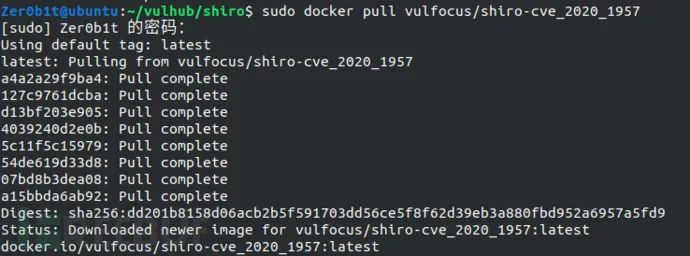 Zer0b1t@ubuntu:~/vulhub/shiro$ sudo docker pull vulfocus/shiro-cve_2020_1957
[sudo] Zer0b1t 的密码：
Using default tag: latest
latest: Pulling from vulfocus/shiro-cve_2020_1957
a4a2a29f9ba4: Pull complete
127c9761dcba: Pull complete
d13bf203e905: Pull complete
4039240d2e0b: Pull complete
5c11f5c15979: Pull complete
54de619d33d8: Pull complete
07bd8b3dea08: Pull complete
a15bbda6ab92: Pull complete
Digest: sha256:dd201b8158d06acb2b5f591703dd56ce5f8f62d39eb3a880fbd952a6957a5fd9
Status: Downloaded newer image for vulfocus/shiro-cve_2020_1957:latest
docker.io/vulfocus/shiro-cve_2020_1957:latest